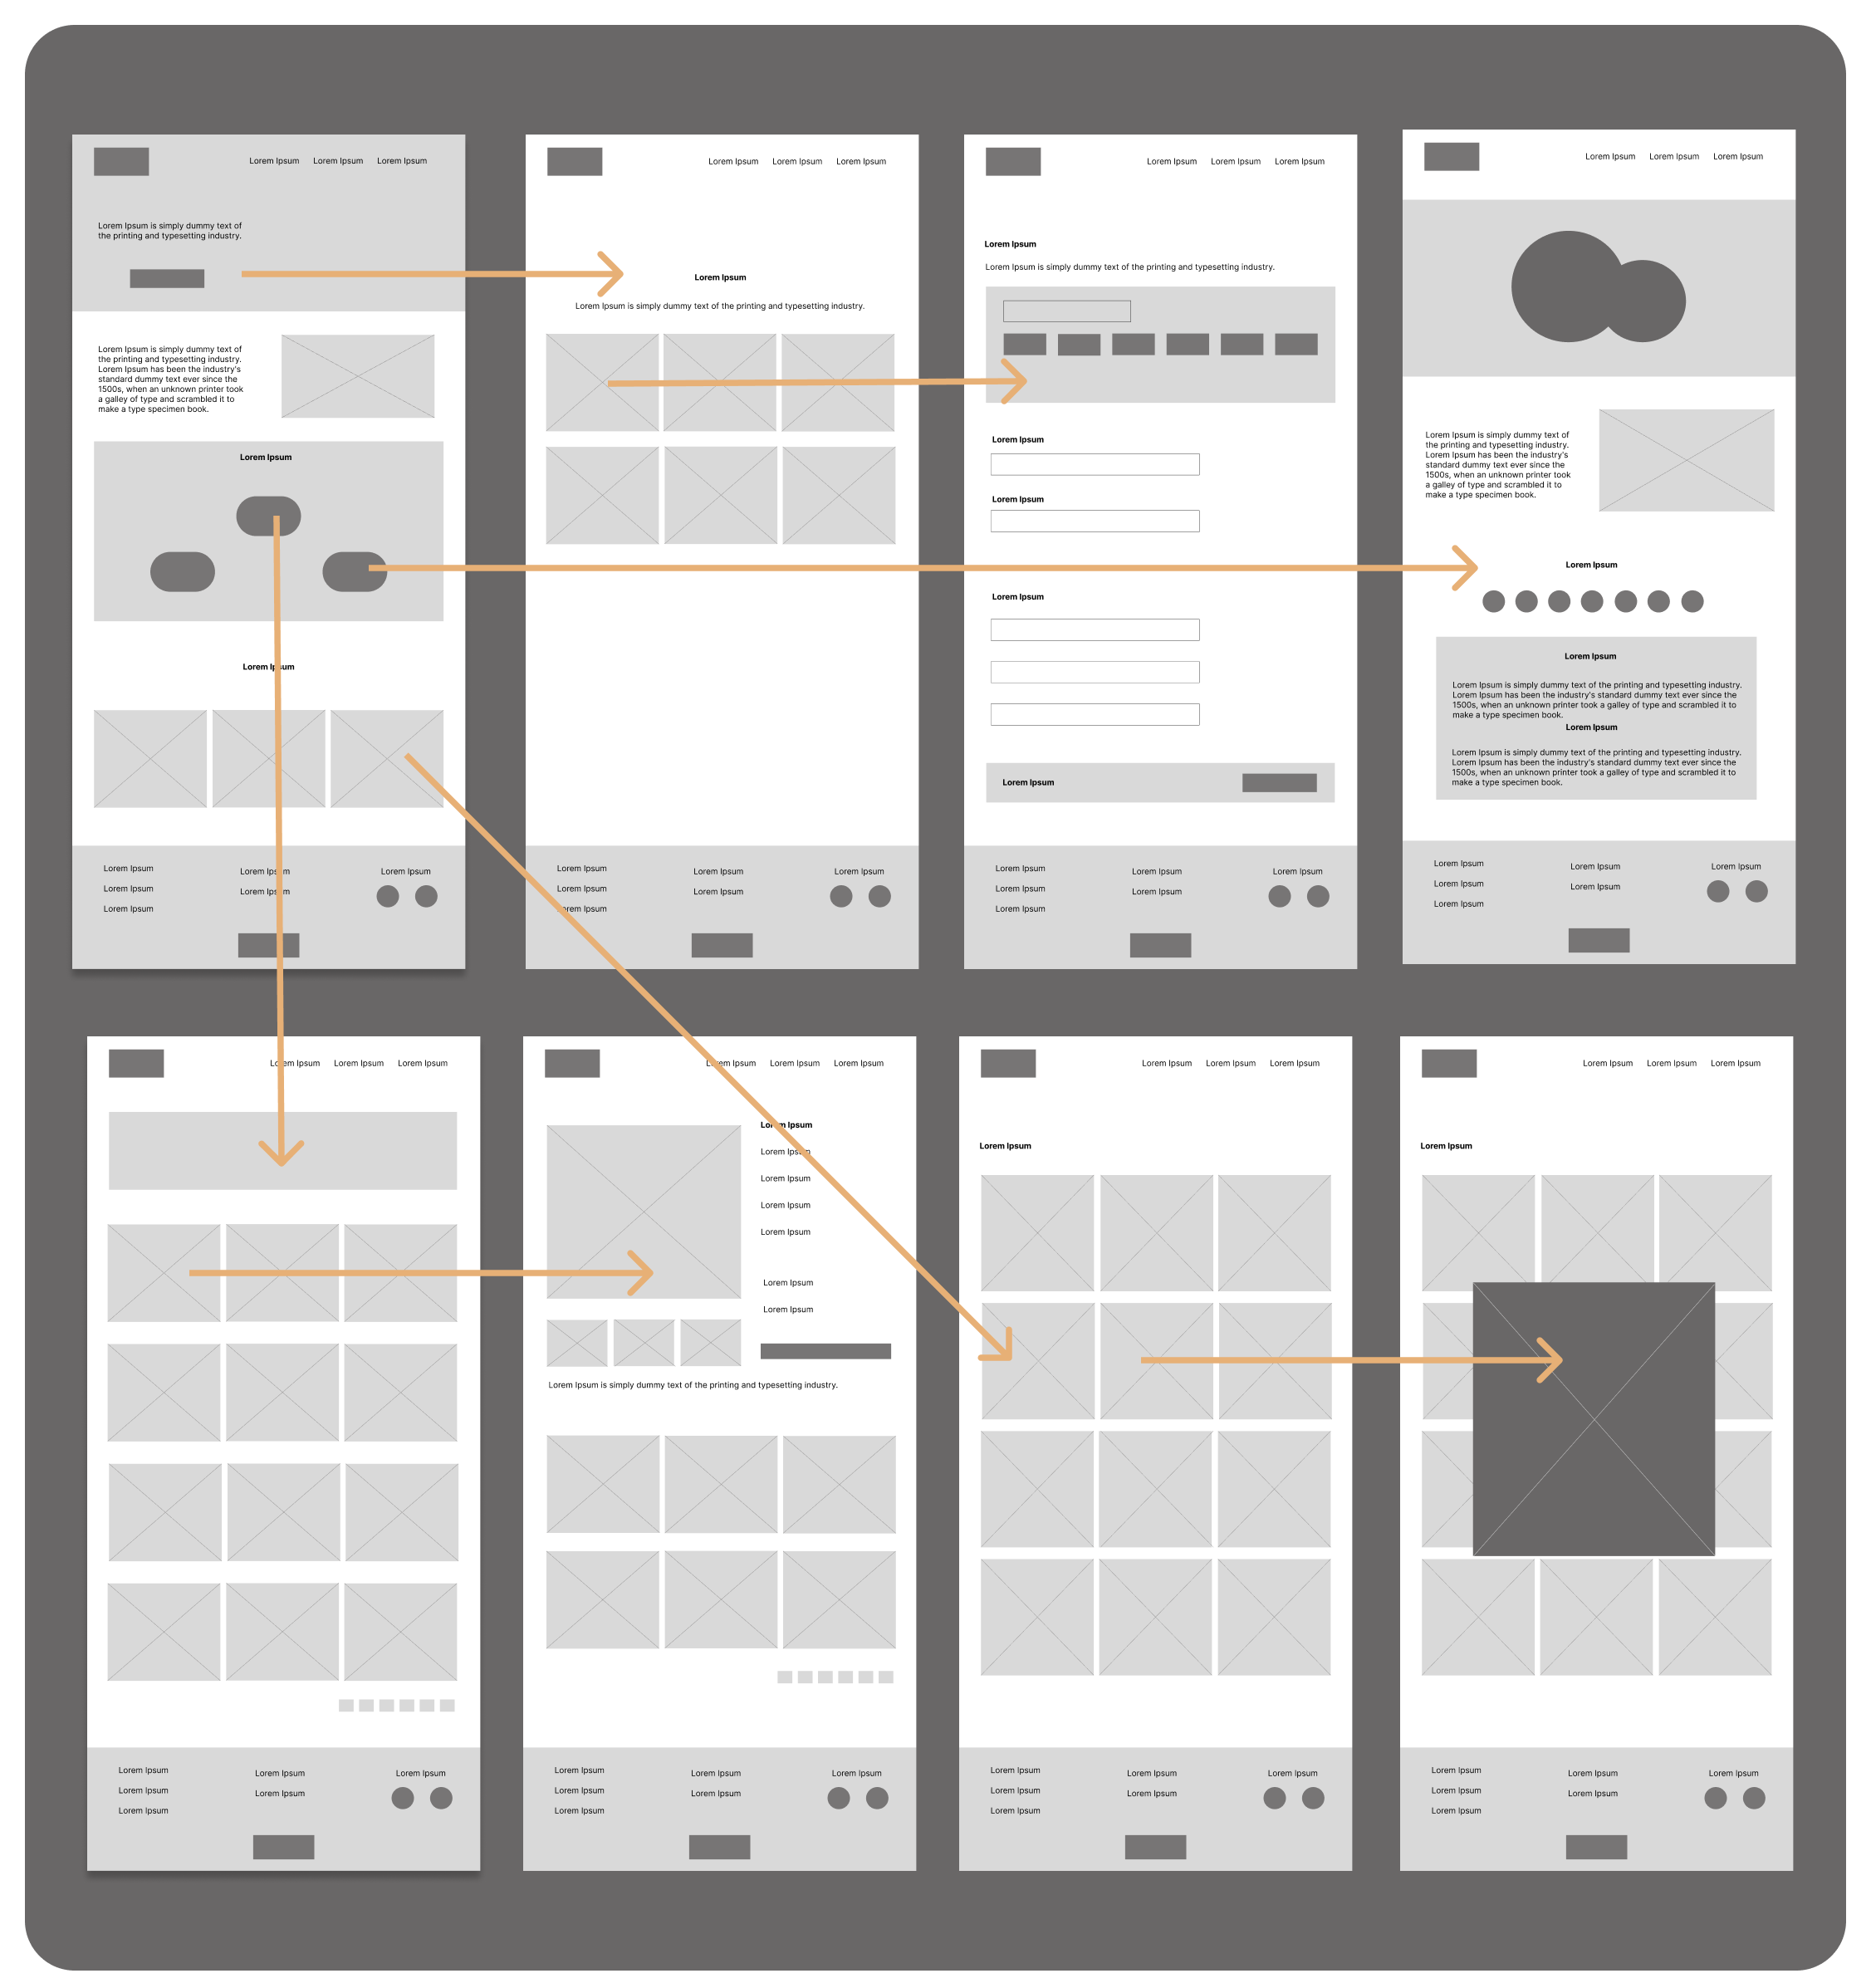 Lorem Ipsum Lorem Ipsum Lorem Ipsum
Lorem Ipsum is simply dummy text of
the printing and typesetting industry.
Lorem Ipsum is simply dummy text of
the printing and typesetting industry.
Lorem Ipsum has been the industry's
standard dummy text ever since the
1500s, when an unknown printer took
a galley of type and scrambled it to
make a type specimen book.
Lorem Ipsum
Lorem Ipsum
Lorem Ipsum
Lorem Ipsum
Lorem Ipsum
Lorem Ipsum
Lorem Ipsum
Lorem Ipsum
Lorem Ipsum Lorem Ipsum Lorem Ipsum
Lorem Ipsum
Lorem Ipsum is simply dummy text of the printing and typesetting industry.
Lorem Ipsum
Lorem Ipsum
Lorem Ipsum
Lorem Ipsum
Lorem Ipsum
Lorem Ipsum
Lorem Ipsum Lorem Ipsum Lorem Ipsum
Lorem Ipsum
Lorem Ipsum is simply dummy text of the printing and typesetting industry.
Lorem Ipsum
Lorem Ipsum
Lorem Ipsum
Lorem Ipsum
Lorem Ipsum
Lorem Ipsum
Lorem Ipsum
Lorem Ipsum
Lorem Ipsum
Lorem Ipsum
Lorem Ipsum Lorem Ipsum Lorem Ipsum
Lorem Ipsum is simply dummy text of
the printing and typesetting industry.
Lorem Ipsum has been the industry's
standard dummy text ever since the
1500s, when an unknown printer took
a galley of type and scrambled it to
make a type specimen book.
Lorem Ipsum
Lorem Ipsum
Lorem Ipsum is simply dummy text of the printing and typesetting industry.
Lorem Ipsum has been the industry's standard dummy text ever since the
1500s, when an unknown printer took a galley of type and scrambled it to
make a type specimen book.
Lorem Ipsum
Lorem Ipsum is simply dummy text of the printing and typesetting industry.
Lorem Ipsum has been the industry's standard dummy text ever since the
1500s, when an unknown printer took a galley of type and scrambled it to
make a type specimen book.
Lorem Ipsum
Lorem Ipsum
Lorem Ipsum
Lorem Ipsum
Lorem Ipsum
Lorem Ipsum
Lorem Ipsum Lorem Ipsum Lorem Ipsum
Lorem Ipsum
Lorem Ipsum
Lorem Ipsum
Lorem Ipsum
Lorem Ipsum
Lorem Ipsum
Lorem Ipsum Lorem Ipsum Lorem Ipsum
Lorem Ipsum
Lorem Ipsum
Lorem Ipsum
Lorem Ipsum
Lorem Ipsum
Lorem Ipsum
Lorem Ipsum
Lorem Ipsum is simply dummy text of the printing and typesetting industry.
Lorem Ipsum
Lorem Ipsum
Lorem Ipsum
Lorem Ipsum
Lorem Ipsum
Lorem Ipsum
Lorem Ipsum Lorem Ipsum Lorem Ipsum
Lorem Ipsum
Lorem Ipsum
Lorem Ipsum
Lorem Ipsum
Lorem Ipsum
Lorem Ipsum
Lorem Ipsum
Lorem Ipsum Lorem Ipsum Lorem Ipsum
Lorem Ipsum
Lorem Ipsum
Lorem Ipsum
Lorem Ipsum
Lorem Ipsum
Lorem Ipsum
Lorem Ipsum